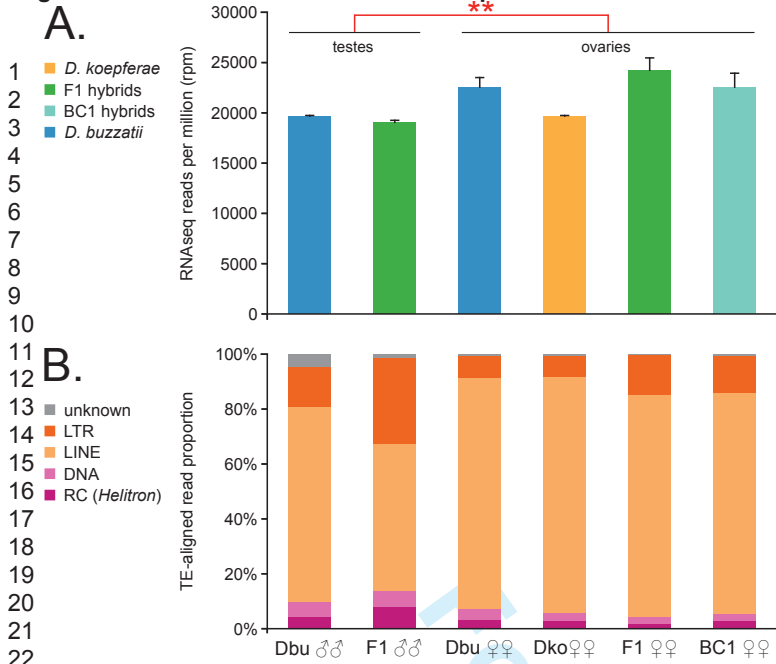 A.
1
2
3
4
5
6
7
8
9
10
11
12
13
14
15
16
17
18
19
20
21
22
D. koepferae
F1 hybrids
BC1 hybrids
D. buzzatii
RNAseq reads per million (rpm)
30000
25000
20000
15000
10000
5000
0
**
testes
ovaries
B.
unknown
LTR
LINE
DNA
RC (Helitron)
TE-aligned read proportion
100%
80%
60%
40%
20%
0%
Dbu ♂♂ F1 ♂♂ Dbu ♀♀ Dko♀♀ F1 ♀♀ BC1 ♀♀